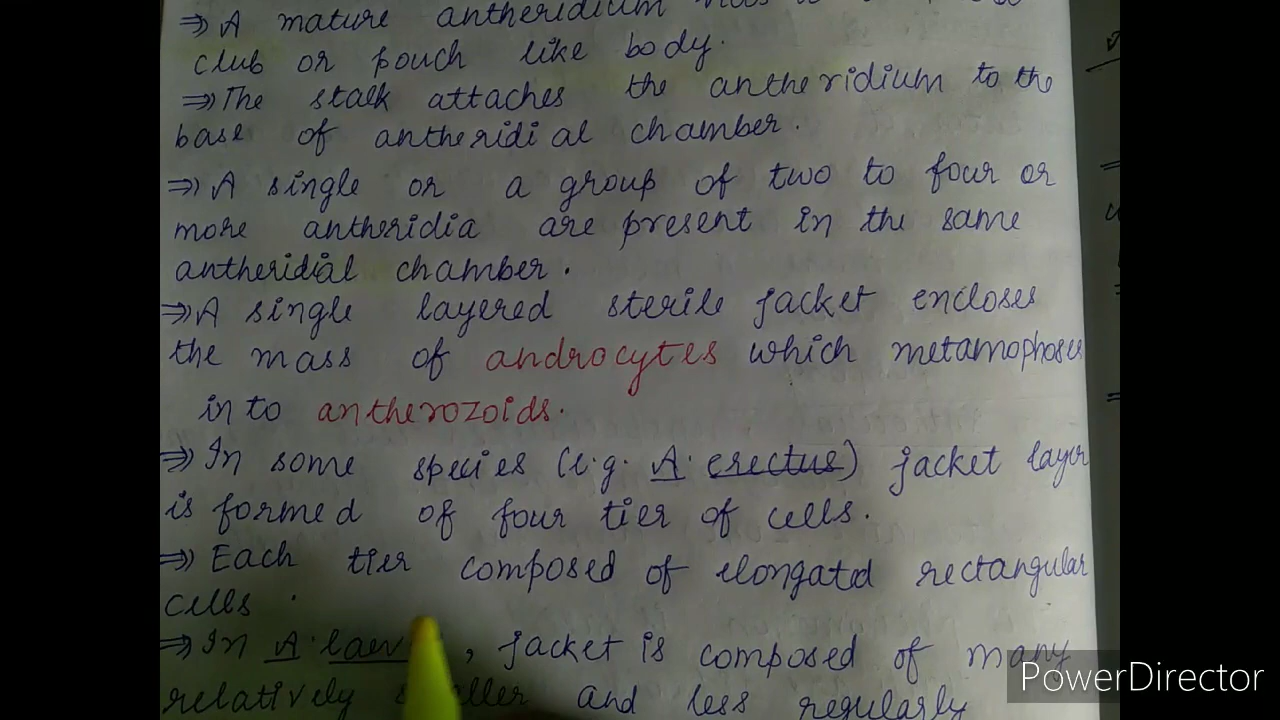 ⇒ A mature antheridium
club or pouch like body.
⇒ The stalk attaches the antheridium to the
base of antheridial chamber.
⇒ A single or a group of two to four or
more antheridia are present in the same
antheridial chamber.
⇒ A single layered sterile jacket encloses
the mass of androcytes which metamophoses
in to antherozoids.
⇒ In some species (e.g. A. erectus) jacket layer
is formed of four tier of cells.
⇒ Each tier composed of elongated rectangular
cells.
⇒ In A. , jacket is composed of many
relatively and less regularly
PowerDirector